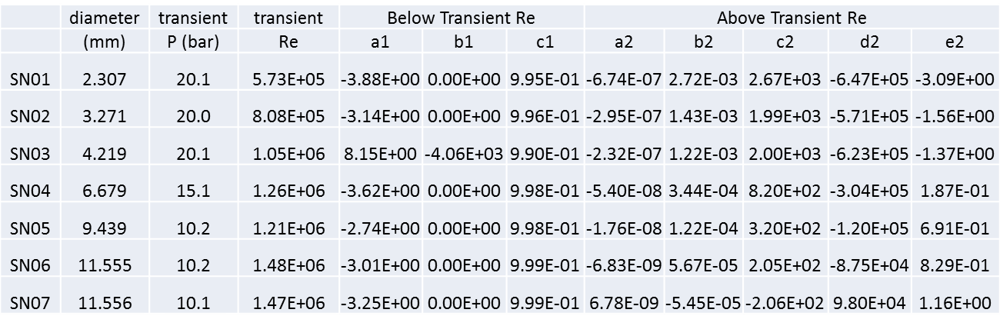 diameter transient transient Below Transient Re Above Transient Re
(mm) P (bar) Re a1 b1 c1 a2 b2 c2 d2 e2
SN01 2.307 20.1 5.73E+05 -3.88E+00 0.00E+00 9.95E-01 -6.74E-07 2.72E-03 2.67E+03 -6.47E+05 -3.09E+00
SN02 3.271 20.0 8.08E+05 -3.14E+00 0.00E+00 9.96E-01 -2.95E-07 1.43E-03 1.99E+03 -5.71E+05 -1.56E+00
SN03 4.219 20.1 1.05E+06 8.15E+00 -4.06E+03 9.90E-01 -2.32E-07 1.22E-03 2.00E+03 -6.23E+05 -1.37E+00
SN04 6.679 15.1 1.26E+06 -3.62E+00 0.00E+00 9.98E-01 -5.40E-08 3.44E-04 8.20E+02 -3.04E+05 1.87E-01
SN05 9.439 10.2 1.21E+06 -2.74E+00 0.00E+00 9.98E-01 -1.76E-08 1.22E-04 3.20E+02 -1.20E+05 6.91E-01
SN06 11.555 10.2 1.48E+06 -3.01E+00 0.00E+00 9.99E-01 -6.83E-09 5.67E-05 2.05E+02 -8.75E+04 8.29E-01
SN07 11.556 10.1 1.47E+06 -3.25E+00 0.00E+00 9.99E-01 6.78E-09 -5.45E-05 -2.06E+02 9.80E+04 1.16E+00